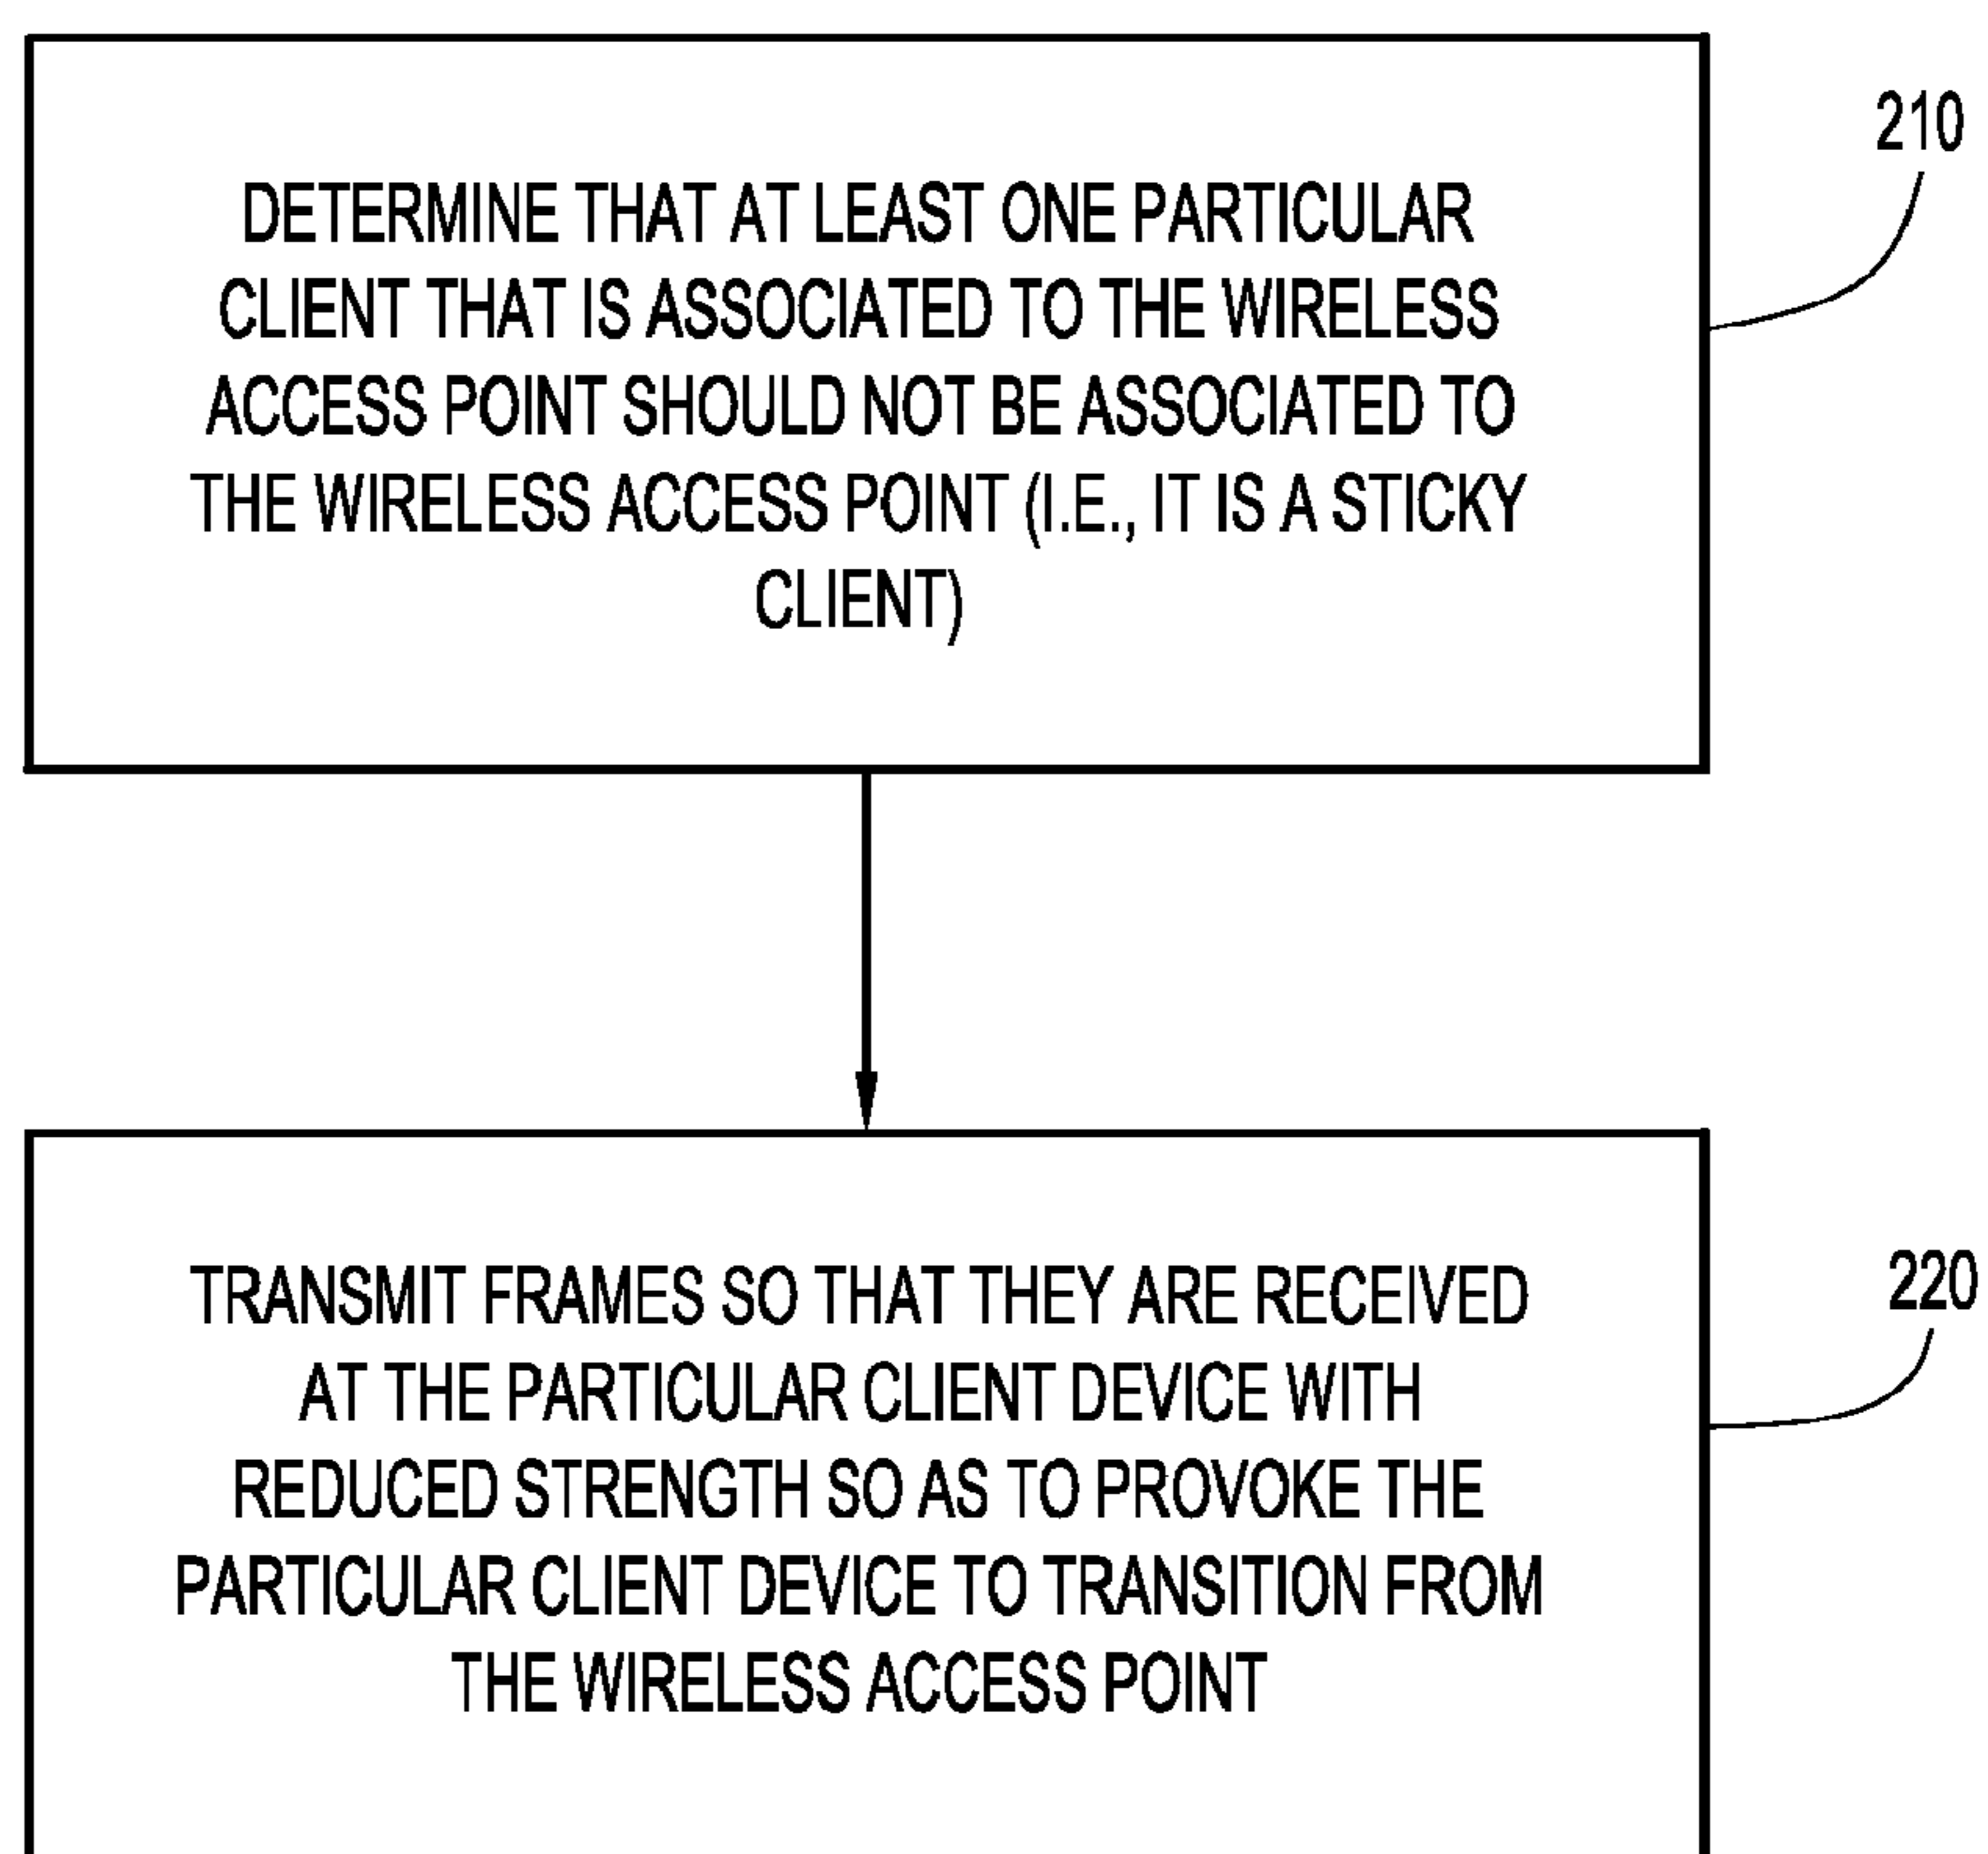 210
DETERMINE THAT AT LEAST ONE PARTICULAR
CLIENT THAT IS ASSOCIATED TO THE WIRELESS
ACCESS POINT SHOULD NOT BE ASSOCIATED TO
THE WIRELESS ACCESS POINT (I.E., IT IS A STICKY
CLIENT)
220
TRANSMIT FRAMES SO THAT THEY ARE RECEIVED
AT THE PARTICULAR CLIENT DEVICE WITH
REDUCED STRENGTH SO AS TO PROVOKE THE
PARTICULAR CLIENT DEVICE TO TRANSITION FROM
THE WIRELESS ACCESS POINT